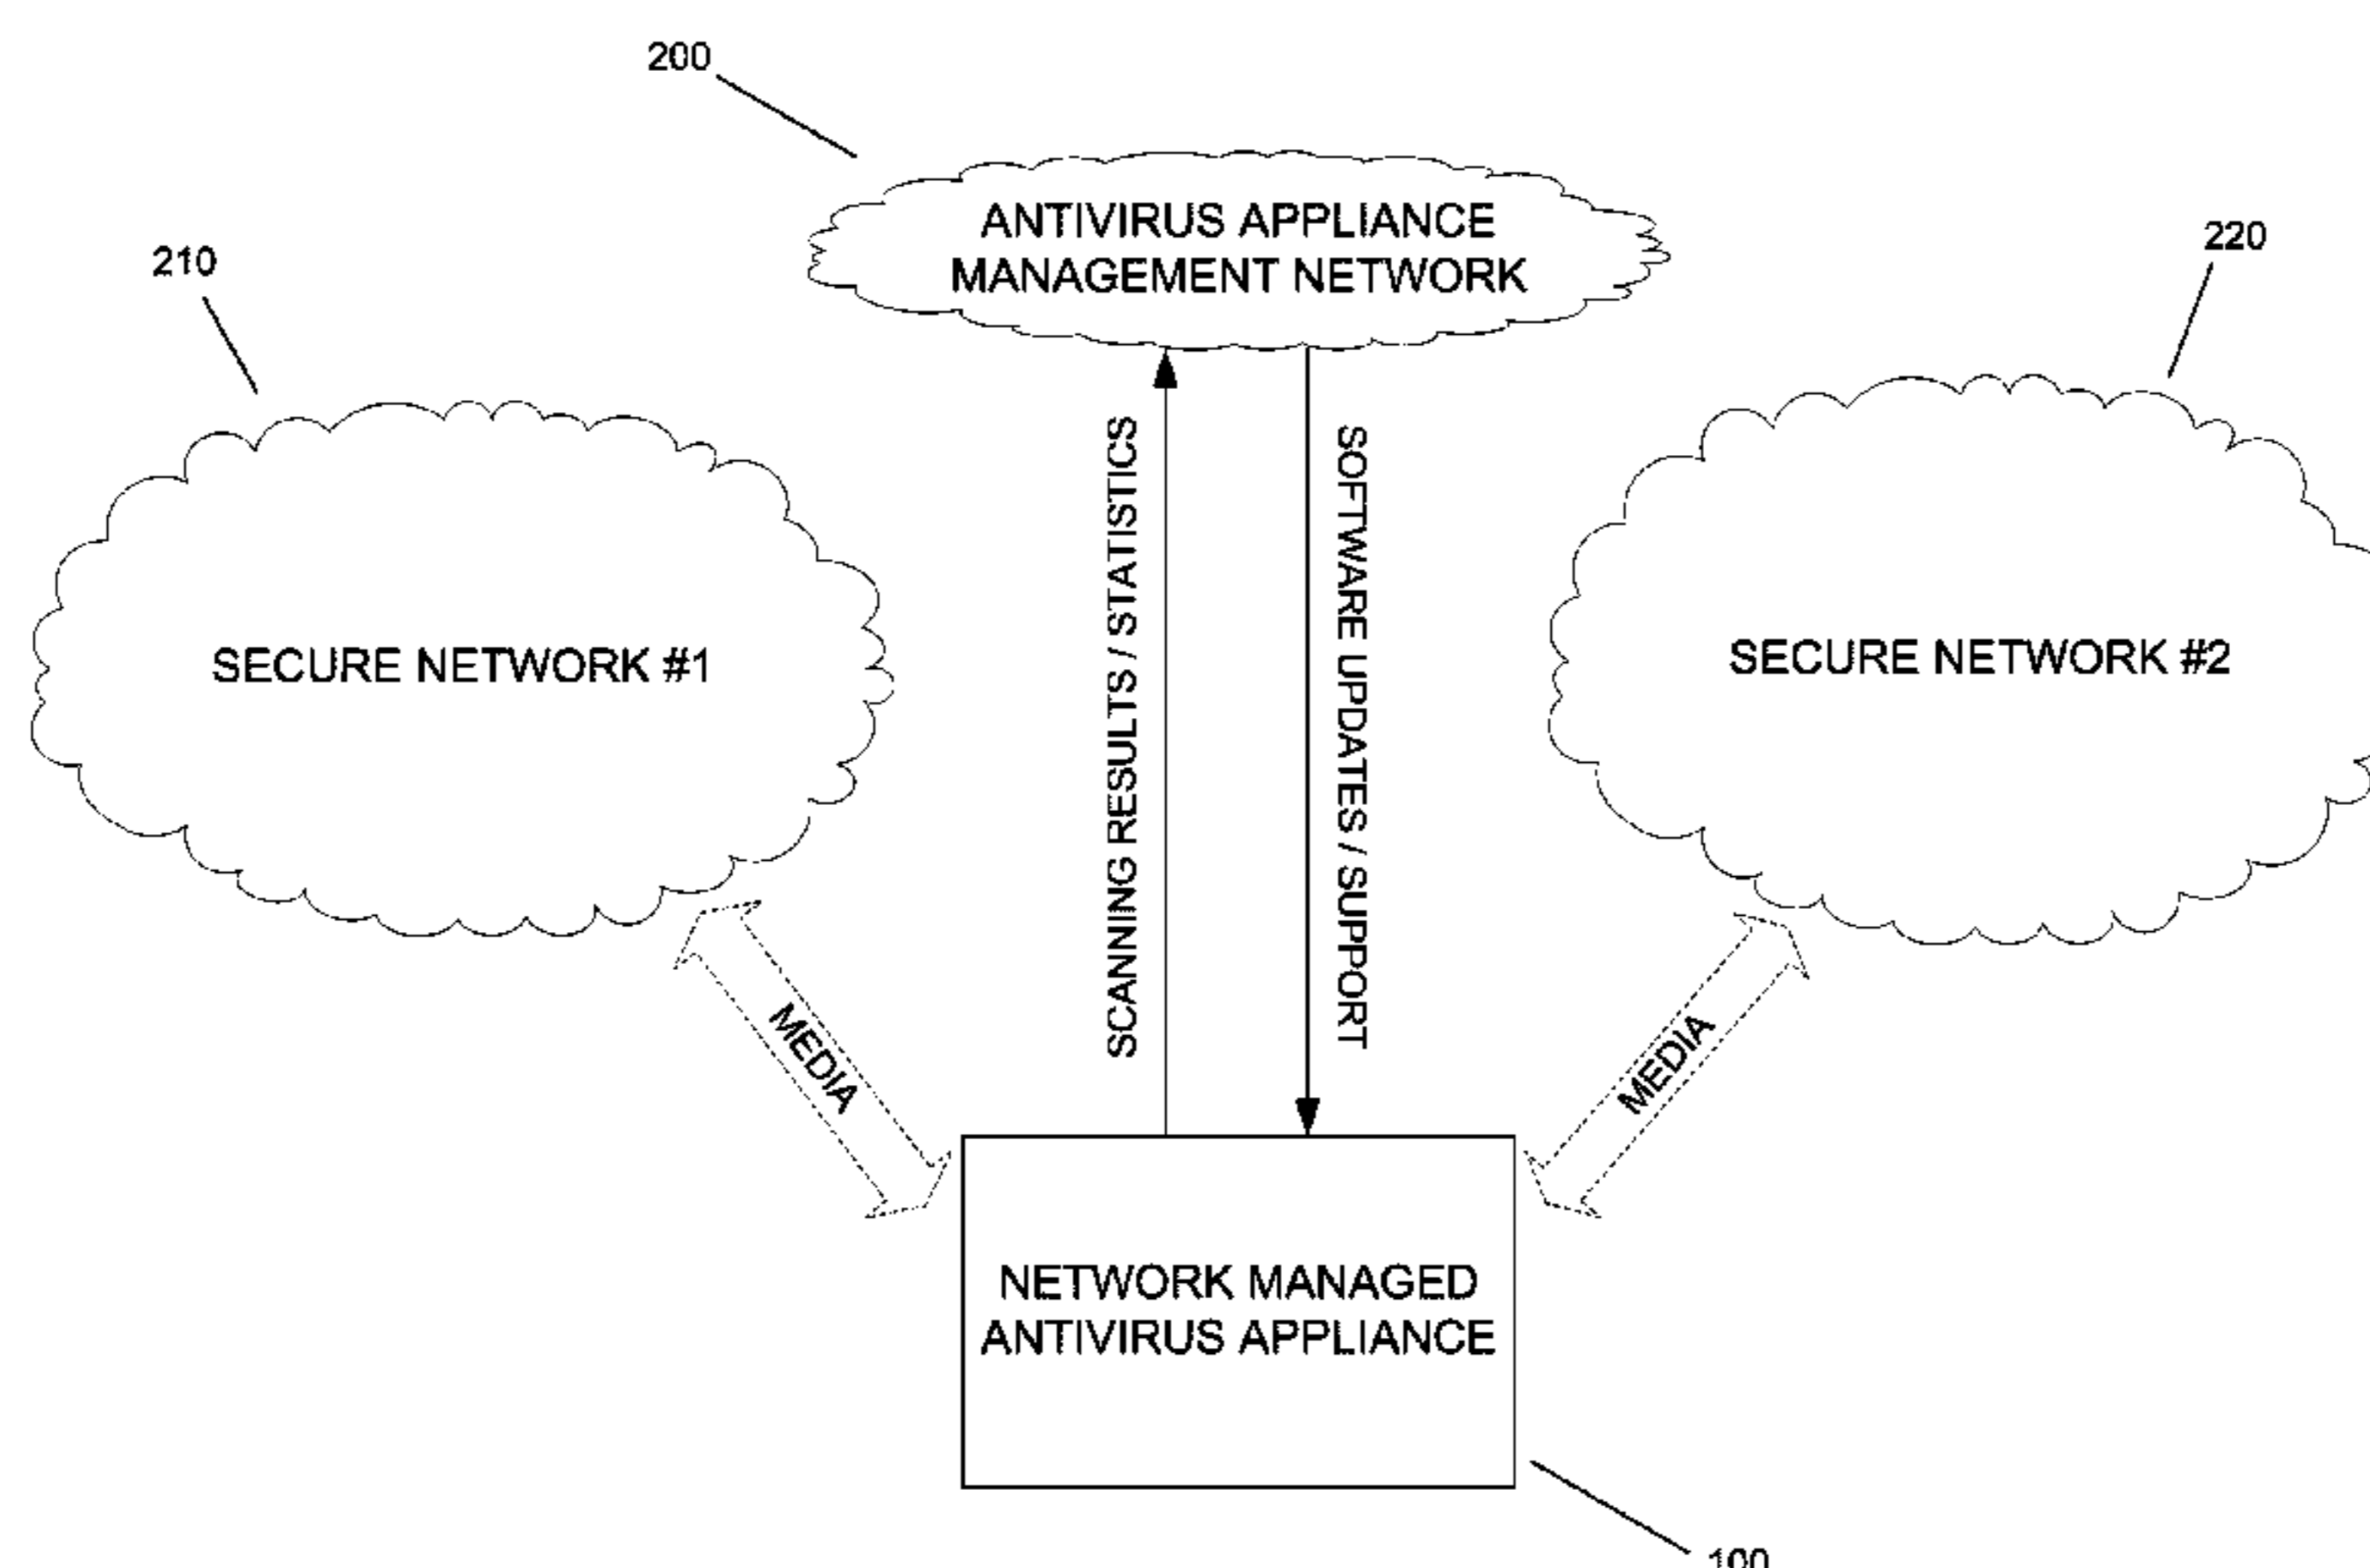 200
ANTIVIRUS APPLIANCE
MANAGEMENT NETWORK
210
220
SECURE NETWORK #1
SCANNING RESULTS / STATISTICS
SOFTWARE UPDATES / SUPPORT
SECURE NETWORK #2
MEDIA
MEDIA
NETWORK MANAGED
ANTIVIRUS APPLIANCE
100